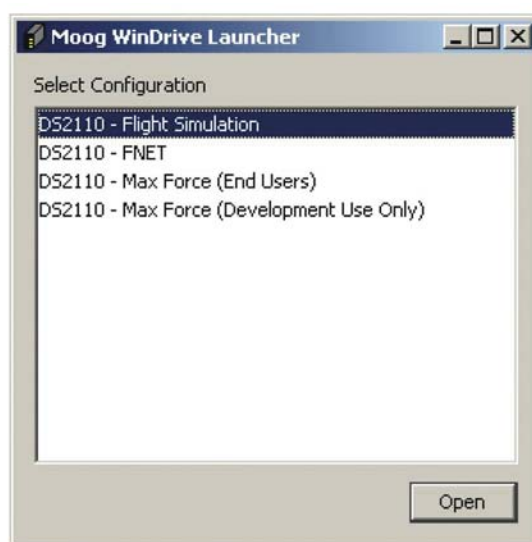 Moog WinDrive Launcher
Select Configuration
DS2110 - Flight Simulation
DS2110 - FNET
DS2110 - Max Force (End Users)
DS2110 - Max Force (Development Use Only)
Open